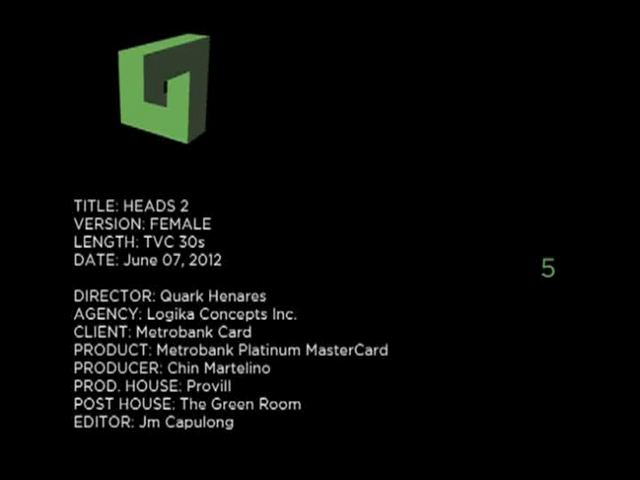 TITLE: HEADS 2
VERSION: FEMALE
LENGTH: TVC 30s
DATE: June 07, 2012
5
DIRECTOR: Quark Henares
AGENCY: Logika Concepts Inc.
CLIENT: Metrobank Card
PRODUCT: Metrobank Platinum MasterCard
PRODUCER: Chin Martelino
PROD. HOUSE: Provill
POST HOUSE: The Green Room
EDITOR: Jm Capulong